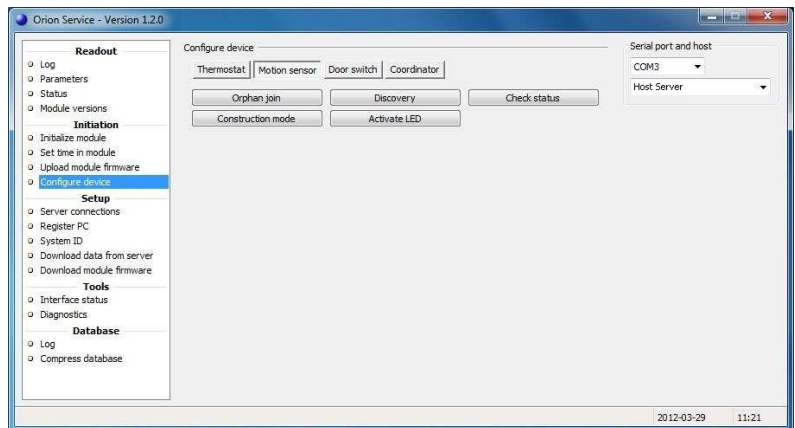 Orion Service - Version 1.2.0
Readout
Log
Parameters
Status
Module versions
Initiation
Initialize module
Set time in module
Upload module firmware
Configure device
Setup
Server connections
Register PC
System ID
Download data from server
Download module firmware
Tools
Interface status
Diagnostics
Database
Log
Compress database
Configure device
Thermostat Motion sensor Door switch Coordinator
Orphan join Discovery Check status
Construction mode Activate LED
Serial port and host
COM3
Host Server
2012-03-29 11:21